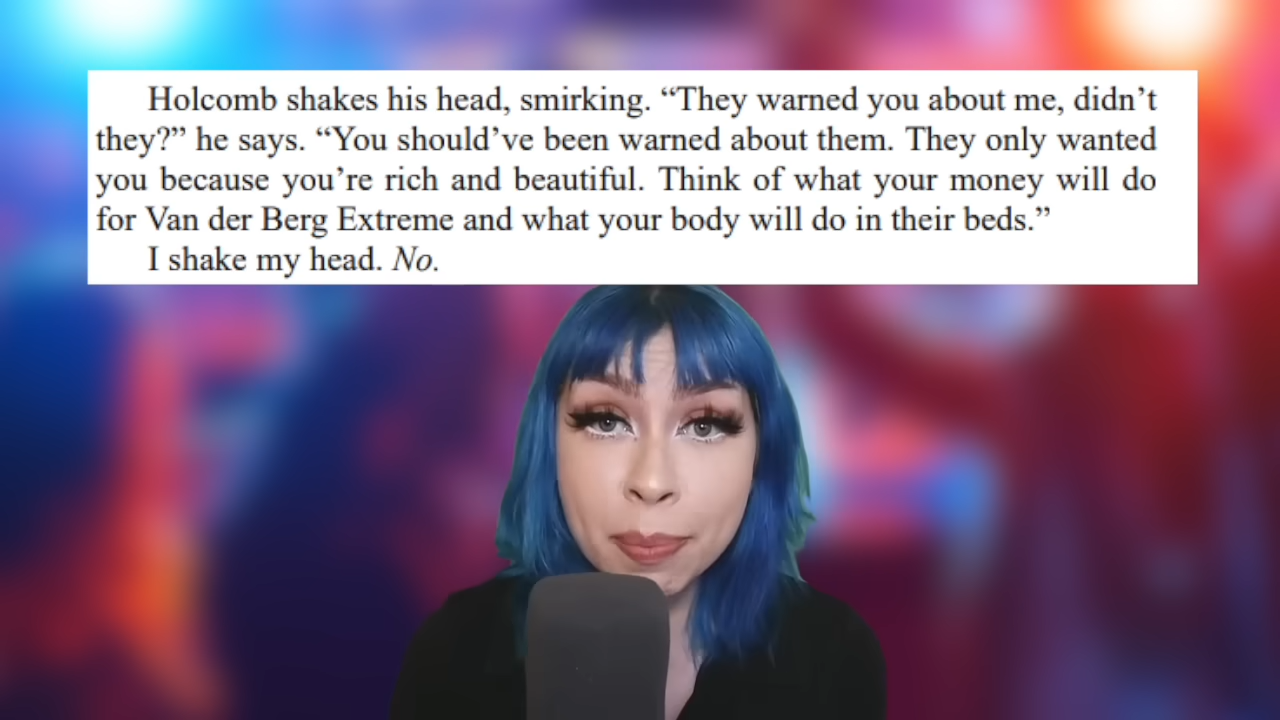 Holcomb shakes his head, smirking. “They warned you about me, didn’t
they?” he says. “You should’ve been warned about them. They only wanted
you because you’re rich and beautiful. Think of what your money will do
for Van der Berg Extreme and what your body will do in their beds.”
I shake my head. No.